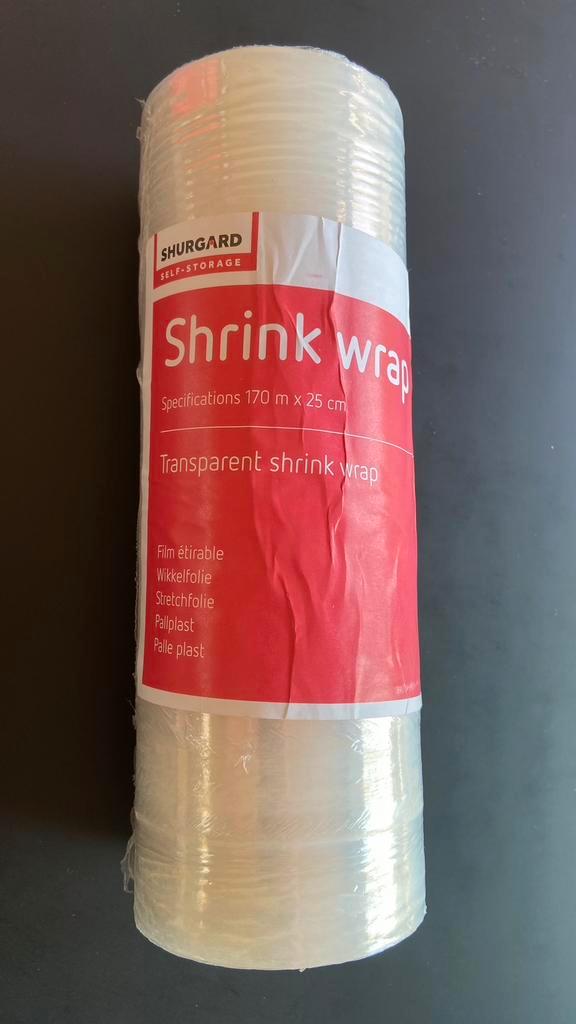 SHURGARD
SELF-STORAGE
Shrink wrap
Specifications 170 m x 25 cm
Transparent shrink wrap
Film étirable
Wikkelfolie
Stretchfolie
Pallplast
Palle plast